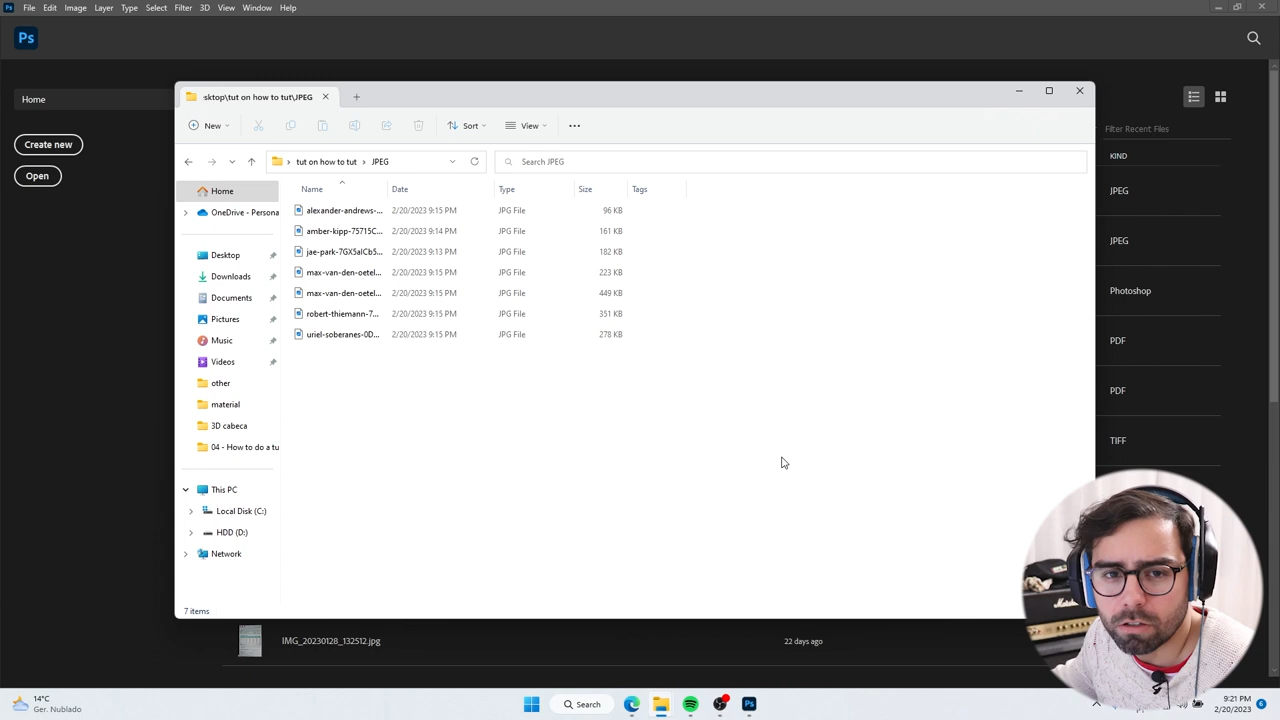 Ps File Edit Image Layer Type Select Filter 3D View Window Help
Ps
sktop\tut on how to tut\JPEG
Home
Create new
Open
New Sort View
tut on how to tut JPEG Search JPEG
Filter Recent Files
KIND
JPEG
JPEG
Photoshop
PDF
PDF
TIFF
Home
OneDrive - Persona
Desktop
Downloads
Documents
Pictures
Music
Videos
other
material
3D cabeca
04 - How to do a tu
This PC
Local Disk (C:)
HDD (D:)
Network
Name Date Type Size Tags
alexander-andrews-... 2/20/2023 9:15 PM JPG File 96 KB
amber-kipp-75715C... 2/20/2023 9:14 PM JPG File 161 KB
jae-park-7GX5aICb5... 2/20/2023 9:13 PM JPG File 182 KB
max-van-den-oetel... 2/20/2023 9:15 PM JPG File 223 KB
max-van-den-oetel... 2/20/2023 9:15 PM JPG File 449 KB
robert-thiemann-7... 2/20/2023 9:15 PM JPG File 351 KB
uriel-soberanes-0D... 2/20/2023 9:15 PM JPG File 278 KB
7 items
IMG_20230128_132512.jpg 22 days ago
Marshall
14°C
Ger. Nublado
Search
Ps
9:21 PM
2/20/2023 6